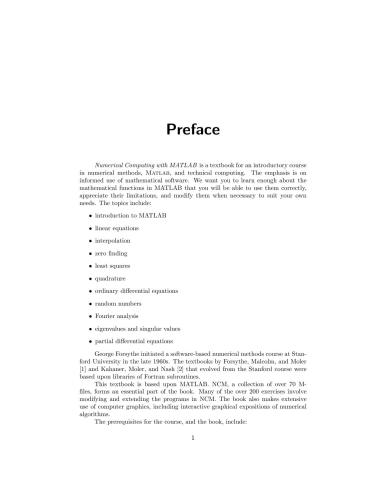 Preface
Numerical Computing with MATLAB is a textbook for an introductory course
in numerical methods, MATLAB, and technical computing. The emphasis is on
informed use of mathematical software. We want you to learn enough about the
mathematical functions in MATLAB that you will be able to use them correctly,
appreciate their limitations, and modify them when necessary to suit your own
needs. The topics include:
• introduction to MATLAB
• linear equations
• interpolation
• zero finding
• least squares
• quadrature
• ordinary differential equations
• random numbers
• Fourier analysis
• eigenvalues and singular values
• partial differential equations
George Forsythe initiated a software-based numerical methods course at Stan-
ford University in the late 1960s. The textbooks by Forsythe, Malcolm, and Moler
[1] and Kahaner, Moler, and Nash [2] that evolved from the Stanford course were
based upon libraries of Fortran subroutines.
This textbook is based upon MATLAB. NCM, a collection of over 70 M-
files, forms an essential part of the book. Many of the over 200 exercises involve
modifying and extending the programs in NCM. The book also makes extensive
use of computer graphics, including interactive graphical expositions of numerical
algorithms.
The prerequisites for the course, and the book, include:
1